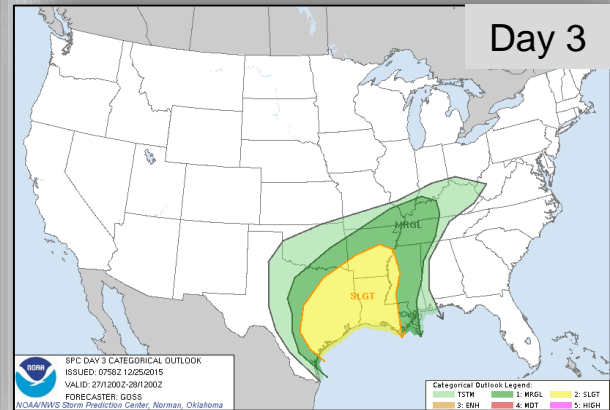 Day 3
MRGL
SLGT
NOAA
SPC DAY 3 CATEGORICAL OUTLOOK
ISSUED: 0758Z 12/25/2015
VALID: 27/1200Z-28/1200Z
FORECASTER: GOSS
NOAA/NWS Storm Prediction Center, Norman, Oklahoma
Categorical Outlook Legend:
TSTM 1: MRGL 2: SLGT
3: ENH 4: MDT 5: HIGH